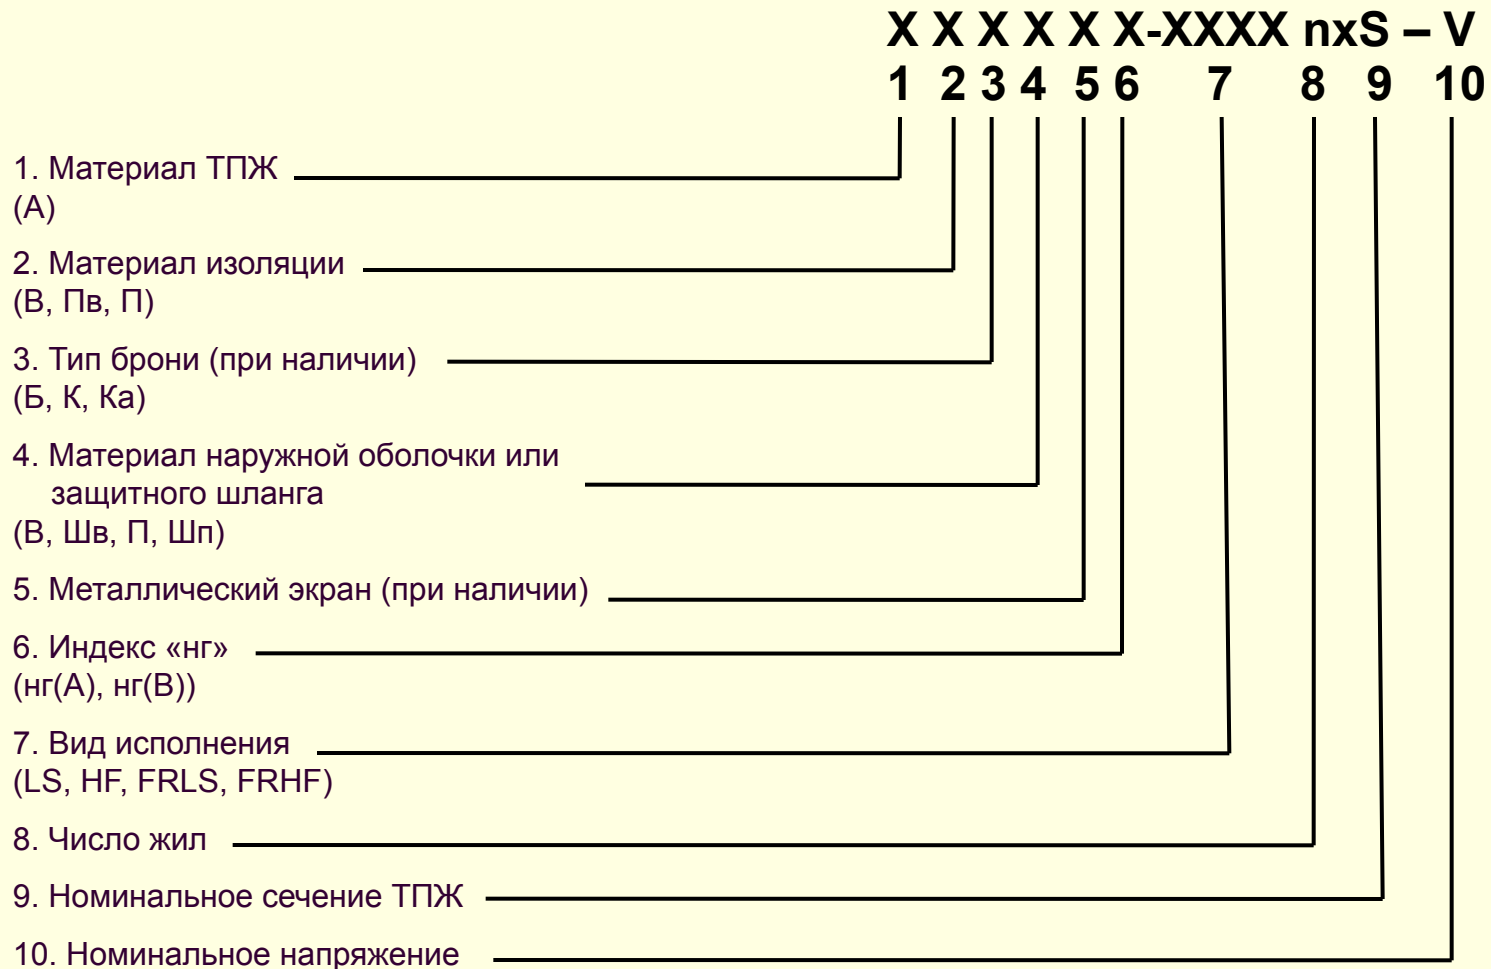 X X X X X X-XXXX nxS – V
1 2 3 4 5 6 7 8 9 10
1. Материал ТПЖ
(А)
2. Материал изоляции
(В, Пв, П)
3. Тип брони (при наличии)
(Б, К, Ка)
4. Материал наружной оболочки или
защитного шланга
(В, Шв, П, Шп)
5. Металлический экран (при наличии)
6. Индекс «нг»
(нг(А), нг(В))
7. Вид исполнения
(LS, HF, FRLS, FRHF)
8. Число жил
9. Номинальное сечение ТПЖ
10. Номинальное напряжение